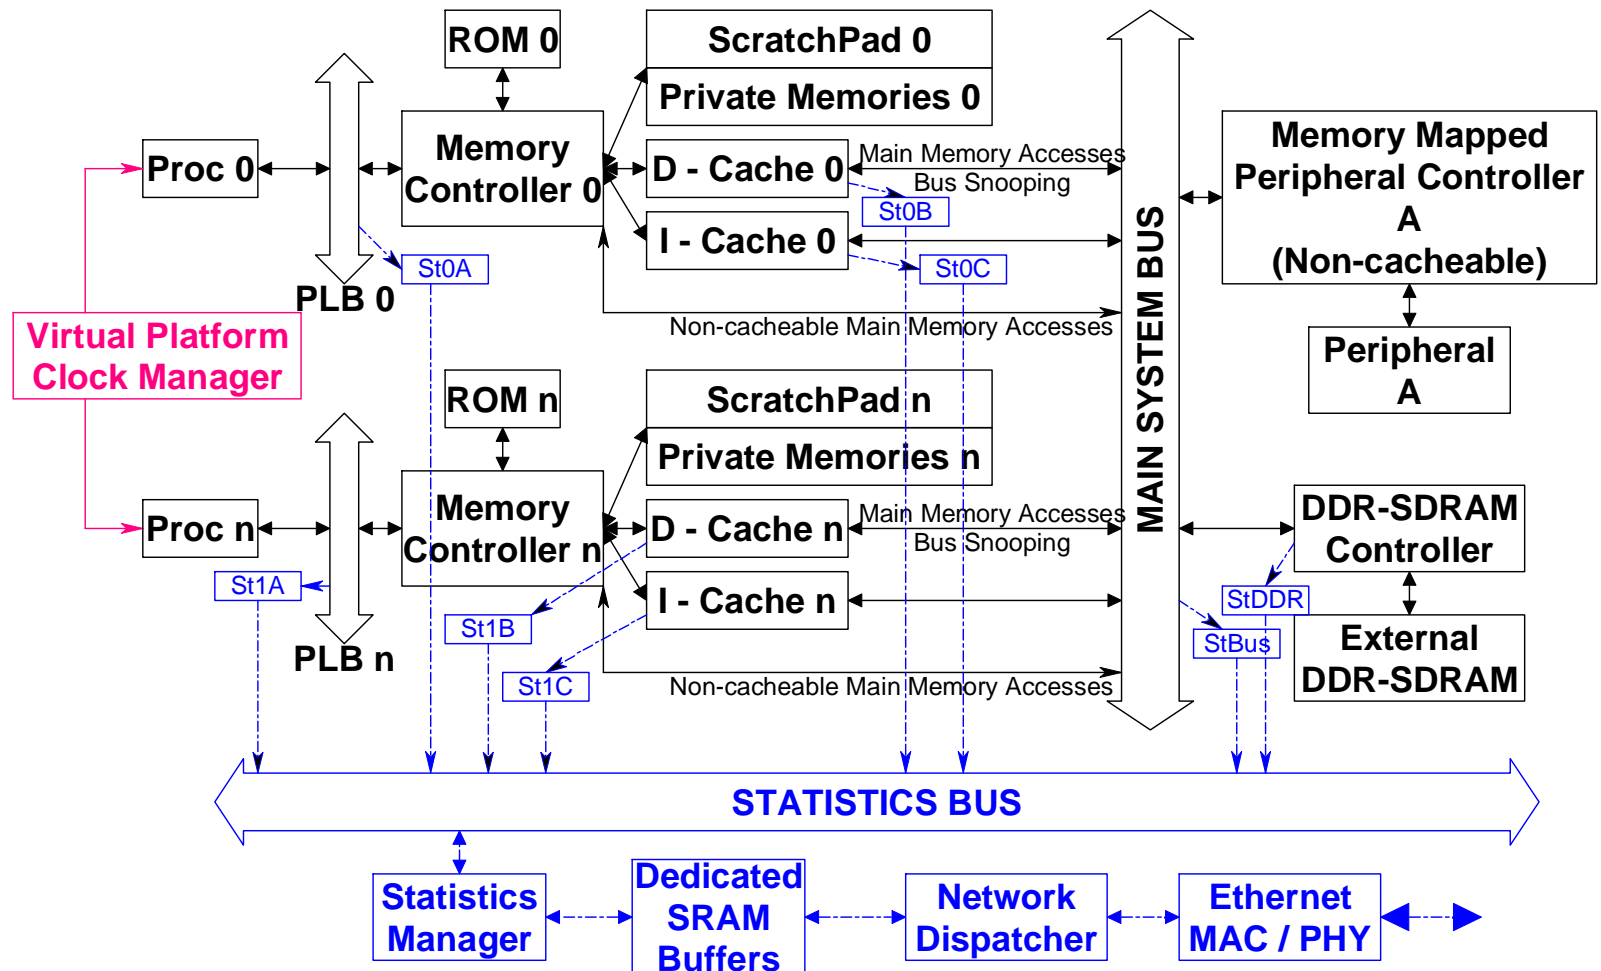 ROM 0
ScratchPad 0
Private Memories 0
Memory
Controller 0
Proc 0
D - Cache 0
Main Memory Accesses
Bus Snooping
St0B
I - Cache 0
St0A
St0C
PLB 0
Non-cacheable Main Memory Accesses
MAIN SYSTEM BUS
Memory Mapped
Peripheral Controller
A
(Non-cacheable)
Peripheral
A
Virtual Platform
Clock Manager
ROM n
ScratchPad n
Private Memories n
Memory
Controller n
Proc n
D - Cache n
Main Memory Accesses
Bus Snooping
I - Cache n
St1A
St1B
St1C
PLB n
Non-cacheable Main Memory Accesses
DDR-SDRAM
Controller
StDDR
StBus
External
DDR-SDRAM
STATISTICS BUS
Statistics
Manager
Dedicated
SRAM
Buffers
Network
Dispatcher
Ethernet
MAC / PHY